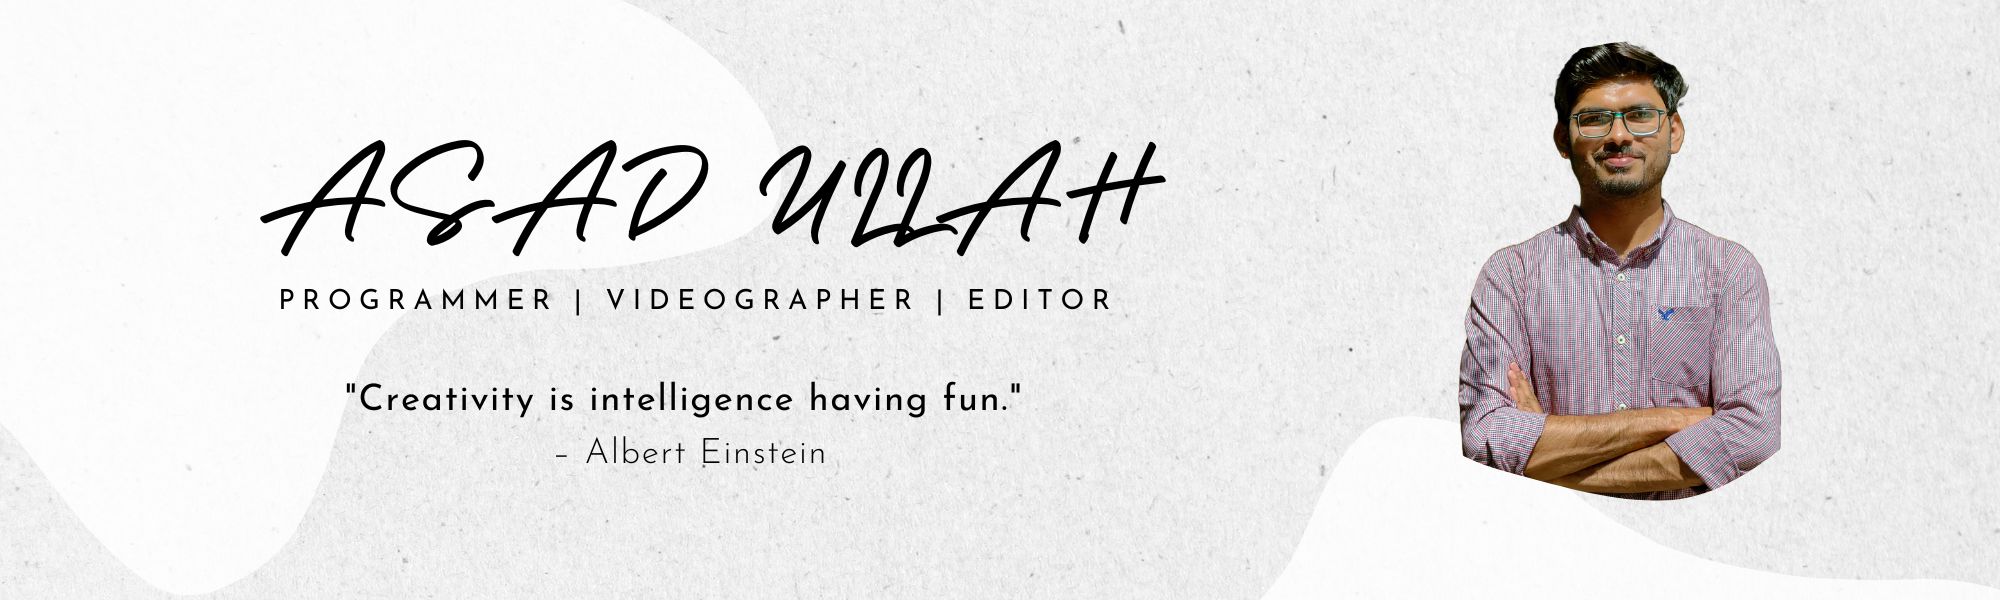 ASAD ULLAH
PROGRAMMER | VIDEOGRAPHER | EDITOR
"Creativity is intelligence having fun."
– Albert Einstein